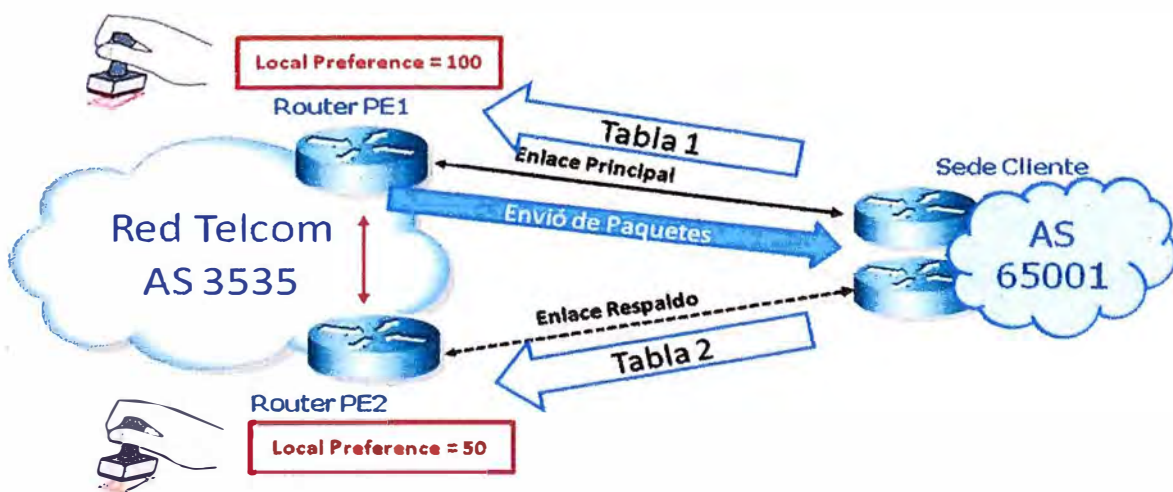 Local Preference = 100
Router PE1
Tabla 1
Enlace Principal
Sede Cliente
Envió de Paquetes
Red Telcom
AS 3535
AS
65001
Enlace Respaldo
Tabla 2
Router PE2
Local Preference = 50